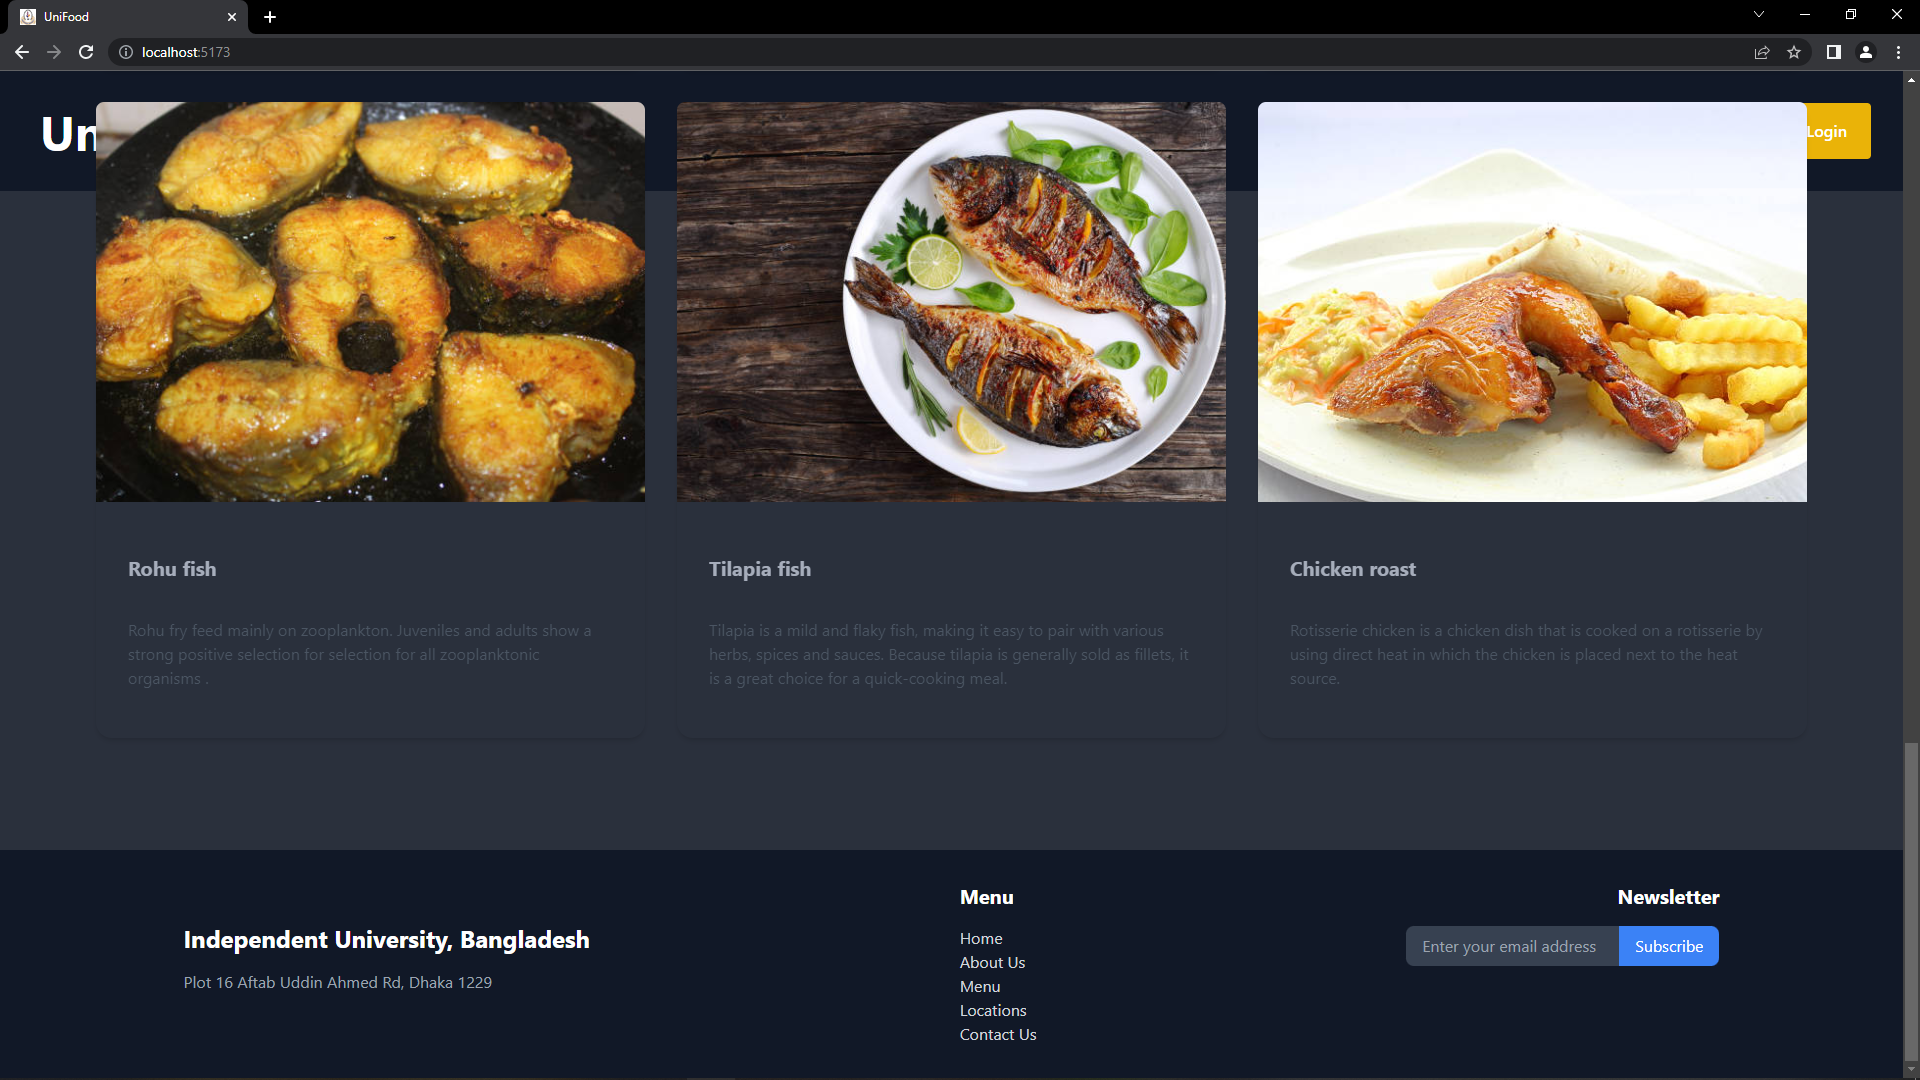 UniFood
localhost:5173
Un
Login
Rohu fish
Rohu fry feed mainly on zooplankton. Juveniles and adults show a
strong positive selection for selection for all zooplanktonic
organisms .
Tilapia fish
Tilapia is a mild and flaky fish, making it easy to pair with various
herbs, spices and sauces. Because tilapia is generally sold as fillets, it
is a great choice for a quick-cooking meal.
Chicken roast
Rotisserie chicken is a chicken dish that is cooked on a rotisserie by
using direct heat in which the chicken is placed next to the heat
source.
Independent University, Bangladesh
Plot 16 Aftab Uddin Ahmed Rd, Dhaka 1229
Menu
Home
About Us
Menu
Locations
Contact Us
Newsletter
Enter your email address
Subscribe